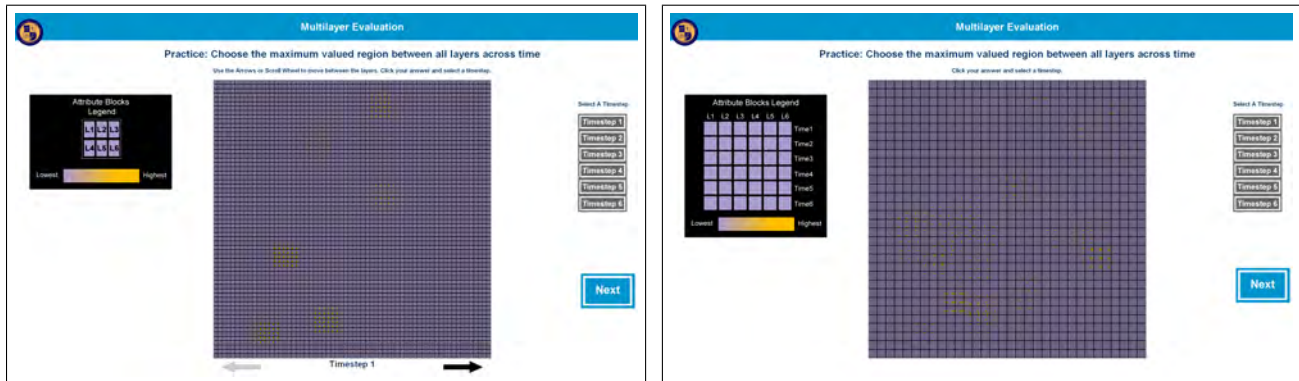 Multilayer Evaluation
Practice: Choose the maximum valued region between all layers across time
Use the Arrows or Scroll Wheel to move between the layers. Click your answer and select a timestep.
Attribute Blocks
Legend
L1 L2 L3
L4 L5 L6
Lowest Highest
Select A Timestep
Timestep 1
Timestep 2
Timestep 3
Timestep 4
Timestep 5
Timestep 6
Next
Timestep 1
Multilayer Evaluation
Practice: Choose the maximum valued region between all layers across time
Click your answer and select a timestep.
Attribute Blocks Legend
L1 L2 L3 L4 L5 L6
Time1
Time2
Time3
Time4
Time5
Time6
Lowest Highest
Select A Timestep
Timestep 1
Timestep 2
Timestep 3
Timestep 4
Timestep 5
Timestep 6
Next